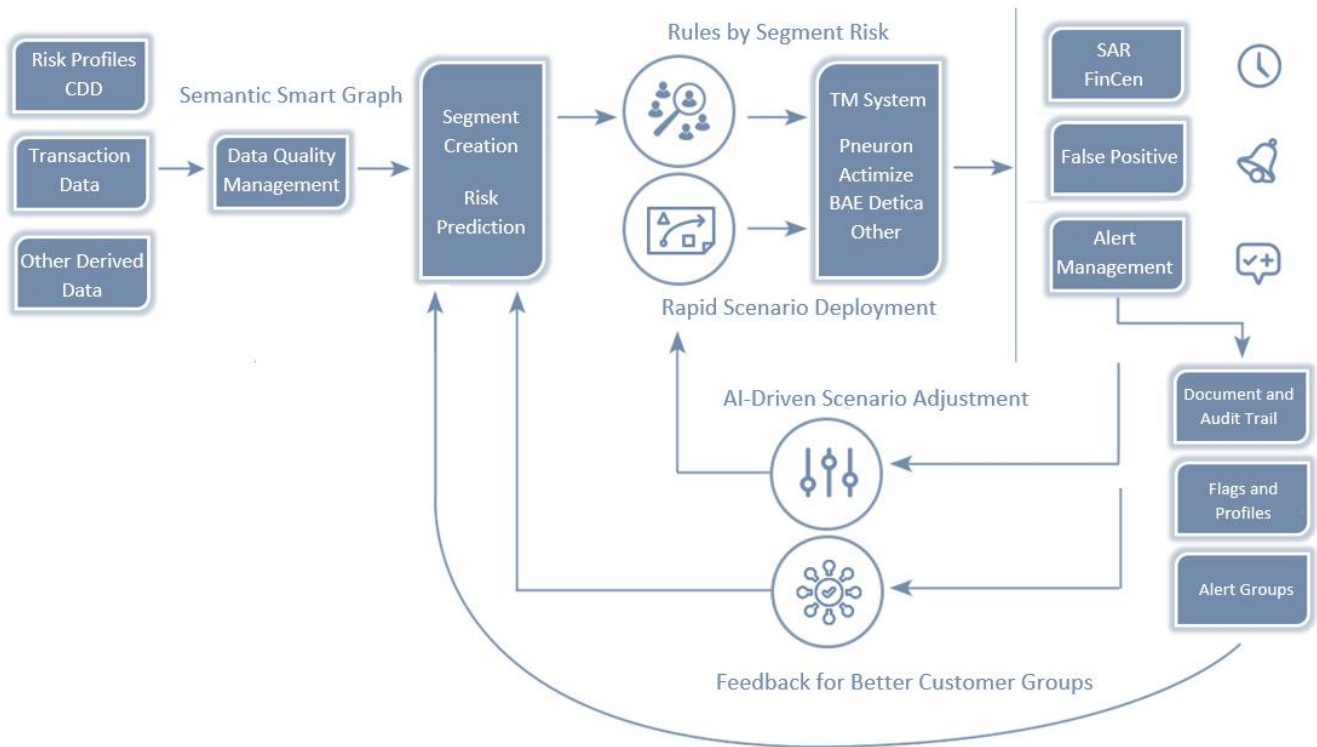 Risk Profiles
CDD
Transaction
Data
Other Derived
Data
Semantic Smart Graph
Data Quality
Management
Segment
Creation
Risk
Prediction
Rules by Segment Risk
Rapid Scenario Deployment
TM System
Pneuron
Actimize
BAE Detica
Other
SAR
FinCen
False Positive
Alert
Management
AI-Driven Scenario Adjustment
Document and
Audit Trail
Flags and
Profiles
Alert Groups
Feedback for Better Customer Groups